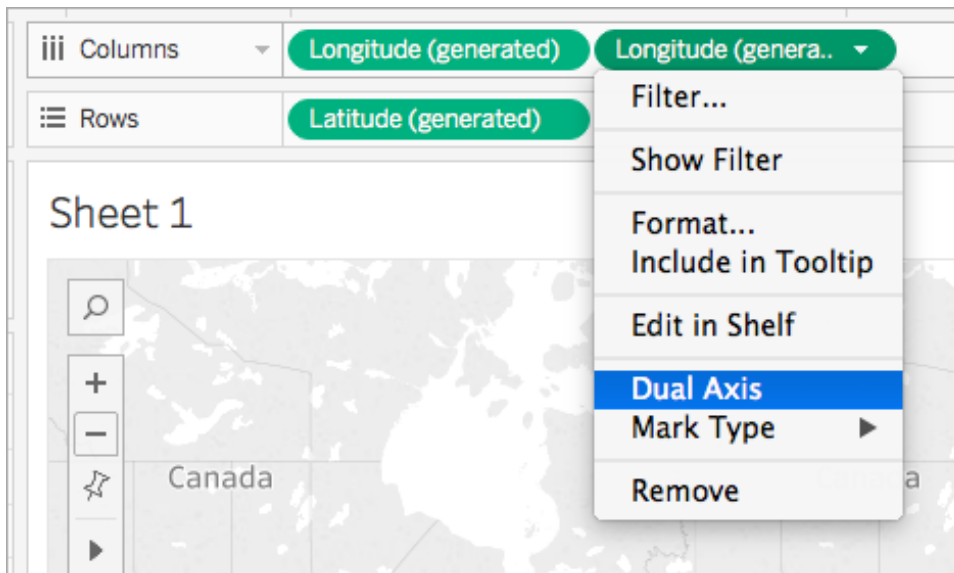 Columns
Longitude (generated)
Longitude (genera..
Rows
Latitude (generated)
Filter...
Show Filter
Format...
Include in Tooltip
Edit in Shelf
Dual Axis
Mark Type
Remove
Sheet 1
Canada